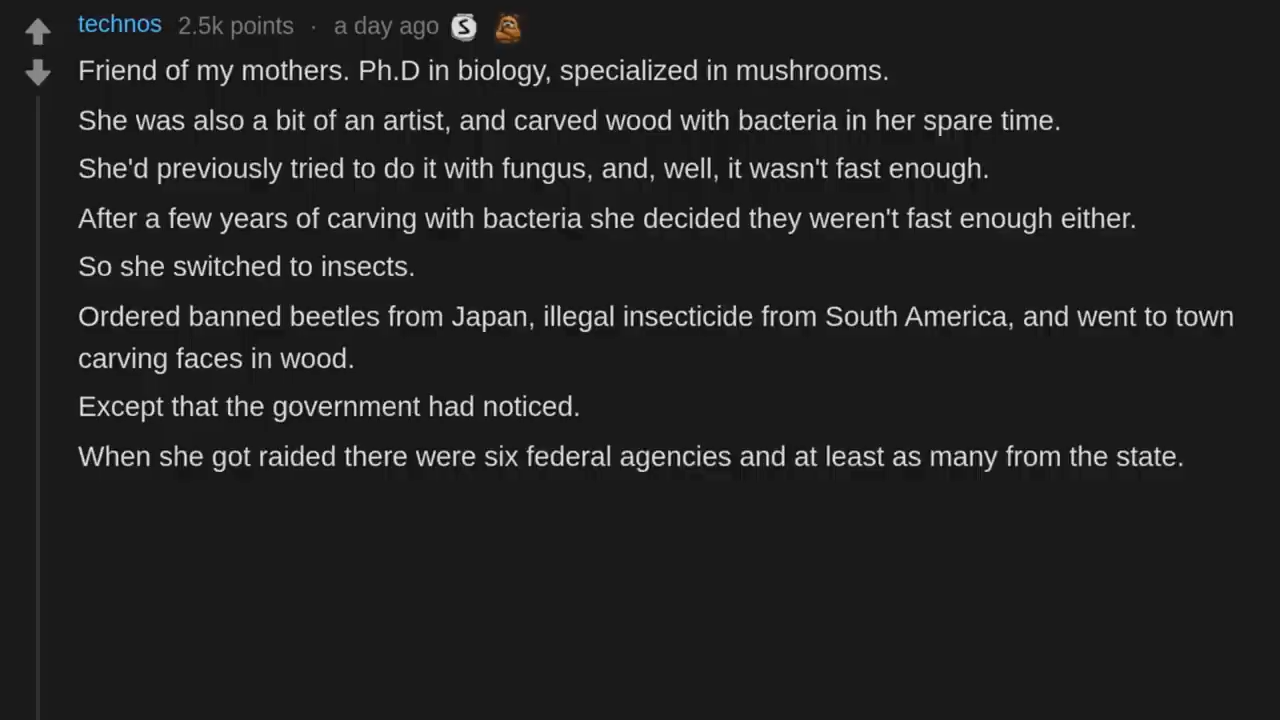 technos 2.5k points · a day ago
Friend of my mothers. Ph.D in biology, specialized in mushrooms.
She was also a bit of an artist, and carved wood with bacteria in her spare time.
She'd previously tried to do it with fungus, and, well, it wasn't fast enough.
After a few years of carving with bacteria she decided they weren't fast enough either.
So she switched to insects.
Ordered banned beetles from Japan, illegal insecticide from South America, and went to town
carving faces in wood.
Except that the government had noticed.
When she got raided there were six federal agencies and at least as many from the state.